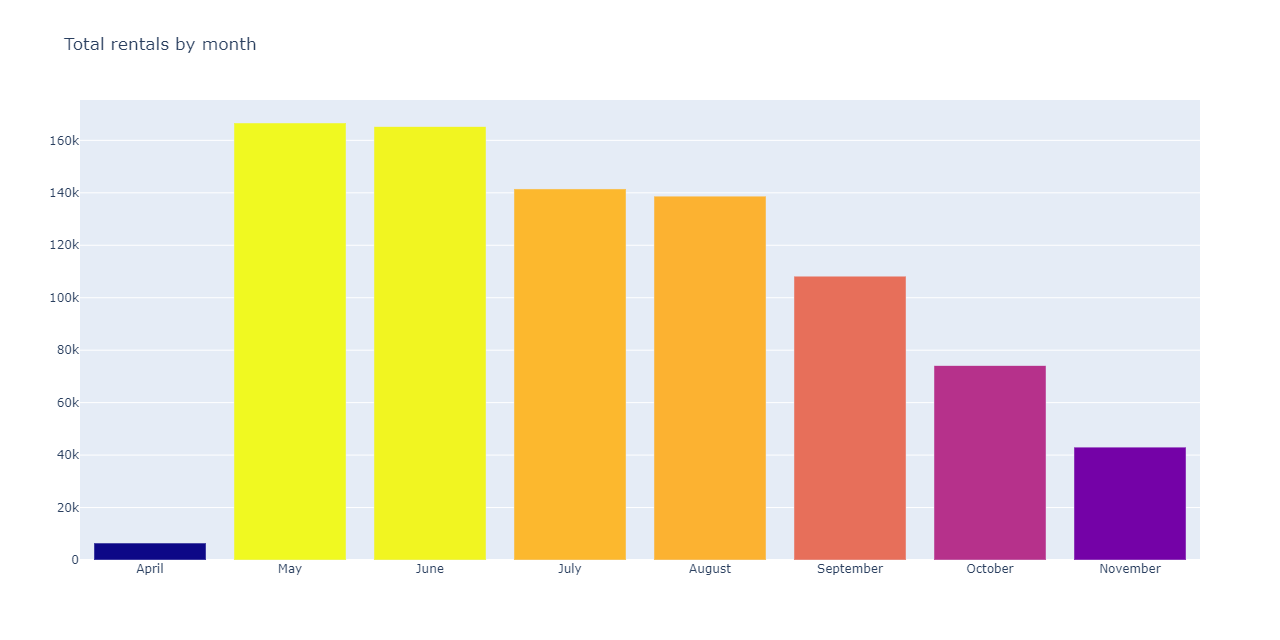 Total rentals by month
160k
140k
120k
100k
80k
60k
40k
20k
0
April May June July August September October November